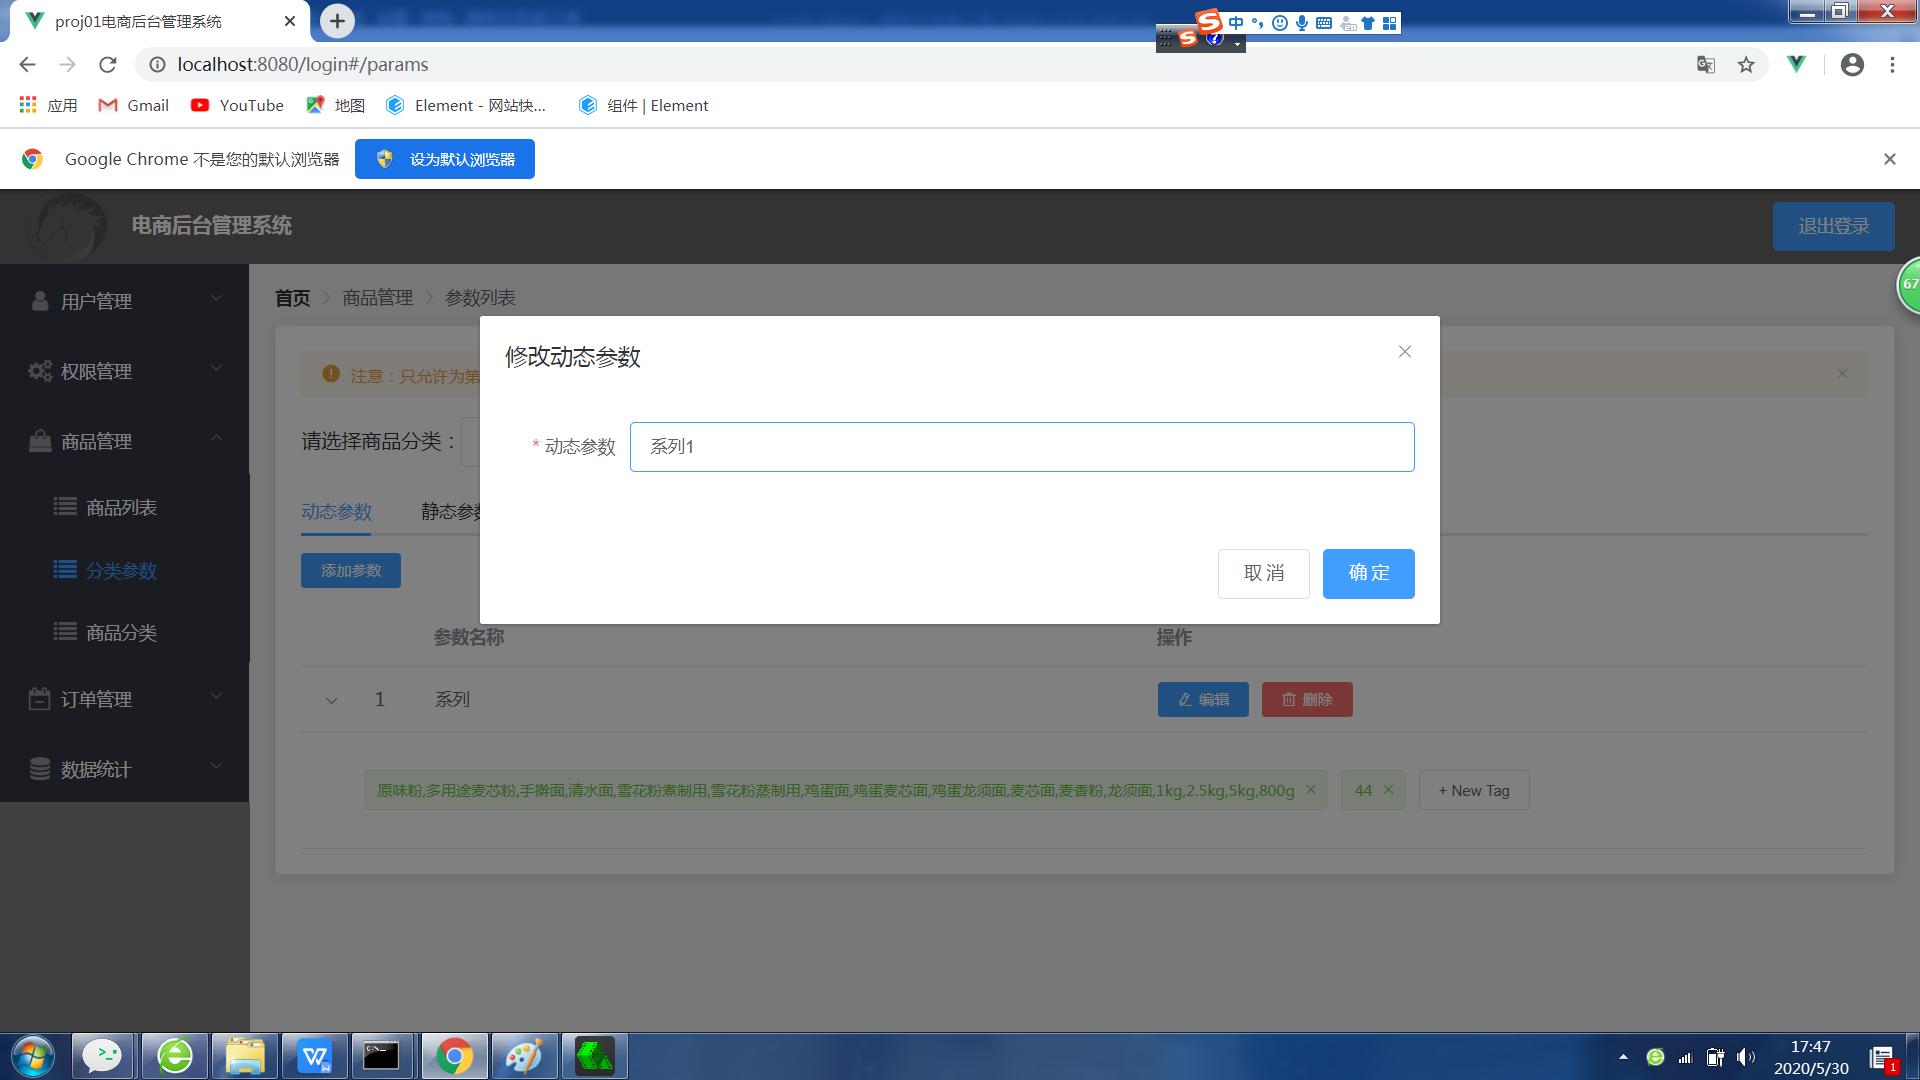 proj01电商后台管理系统
中
localhost:8080/login#/params
应用
Gmail
YouTube
地图
Element - 网站快...
组件 | Element
Google Chrome 不是您的默认浏览器
设为默认浏览器
电商后台管理系统
退出登录
67
用户管理
权限管理
商品管理
商品列表
分类参数
商品分类
订单管理
数据统计
首页
商品管理
参数列表
注意：只允许为第
请选择商品分类：
动态参数
静态参数
添加参数
修改动态参数
* 动态参数
系列1
取 消
确 定
参数名称
操作
1
系列
编辑
删除
原味粉,多用途麦芯粉,手擀面,清水面,雪花粉煮制用,雪花粉蒸制用,鸡蛋面,鸡蛋麦芯面,鸡蛋龙须面,麦芯面,麦香粉,龙须面,1kg,2.5kg,5kg,800g
44
+ New Tag
17:47
2020/5/30
1